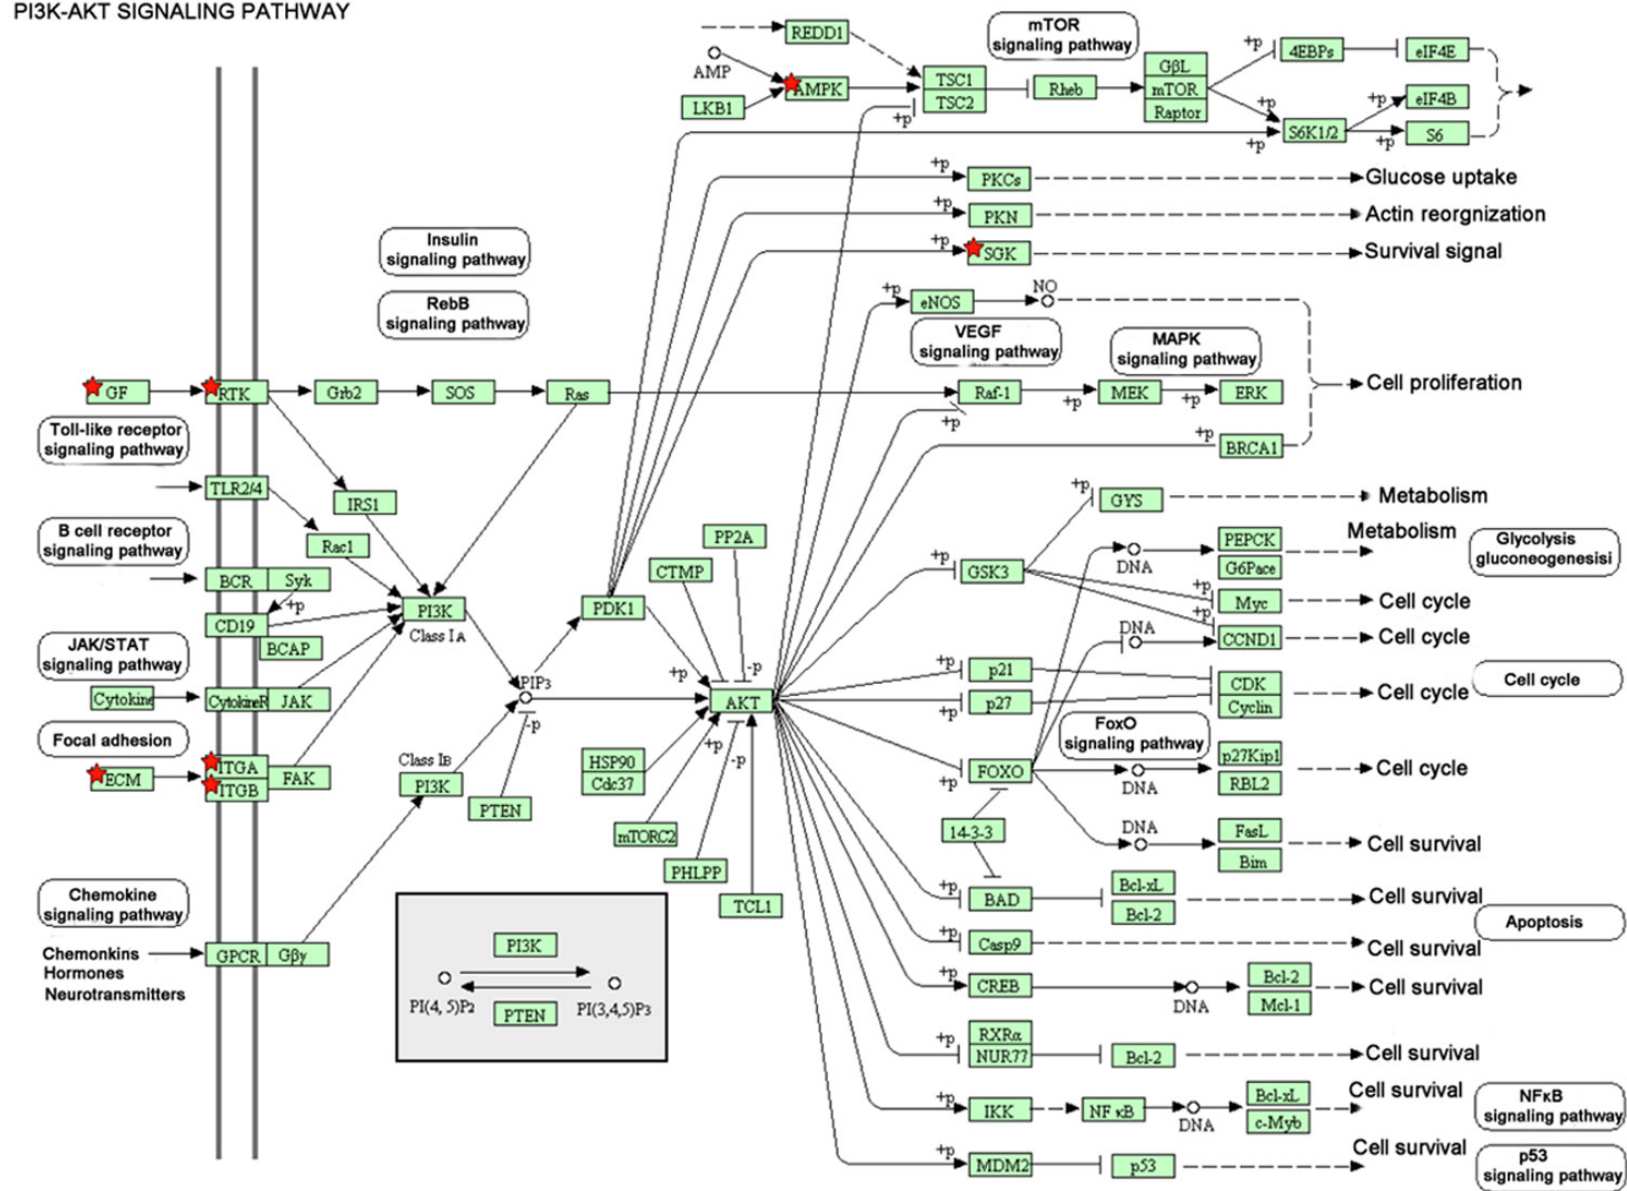 PI3K-AKT SIGNALING PATHWAY
REDD1
mTOR
signaling pathway
AMP
AMPK
LKB1
TSC1
TSC2
+p
Rheb
GβL
mTOR
Raptor
+p
4EBPs
eIF4E
+p
+p
eIF4B
S6K1/2
+p
+p
S6
+p
PKCs
Glucose uptake
+p
PKN
Actin reorgnization
+p
SGK
Survival signal
Insulin
signaling pathway
RebB
signaling pathway
+p
eNOS
NO
VEGF
signaling pathway
MAPK
signaling pathway
GF
RTK
Grb2
SOS
Ras
Raf-1
+p
MEK
+p
ERK
Cell proliferation
+p
+p
BRCA1
Toll-like receptor
signaling pathway
TLR2/4
IRS1
Rac1
B cell receptor
signaling pathway
BCR
Syk
+p
CD19
BCAP
PI3K
Class IA
PDK1
CTMP
PP2A
+p
GYS
Metabolism
+p
GSK3
DNA
PEPCK
G6Pace
Metabolism
Glycolysis
gluconeogenesisi
+p
Myc
Cell cycle
+p
DNA
CCND1
Cell cycle
JAK/STAT
signaling pathway
Cytokine
CytokineR
JAK
PIP3
-p
+p
-p
AKT
+p
p21
+p
p27
CDK
Cyclin
Cell cycle
Cell cycle
Focal adhesion
ECM
ITGA
ITGB
FAK
Class IB
PI3K
PTEN
HSP90
Cdc37
+p
-p
mTORC2
PHLPP
TCL1
FoxO
signaling pathway
+p
FOXO
DNA
p27Kip1
RBL2
Cell cycle
14-3-3
DNA
FasL
Bim
Cell survival
+p
BAD
Bcl-xL
Bcl-2
Cell survival
+p
Casp9
Cell survival
Apoptosis
Chemokine
signaling pathway
Chemonkins
Hormones
Neurotransmitters
GPCR
Gβγ
PI3K
PI(4, 5)P2
PI(3,4,5)P3
PTEN
+p
CREB
DNA
Bcl-2
Mcl-1
Cell survival
+p
RXRα
NUR77
Bcl-2
Cell survival
+p
IKK
NFκB
DNA
Bcl-xL
c-Myb
Cell survival
NFκB
signaling pathway
+p
MDM2
p53
Cell survival
p53
signaling pathway